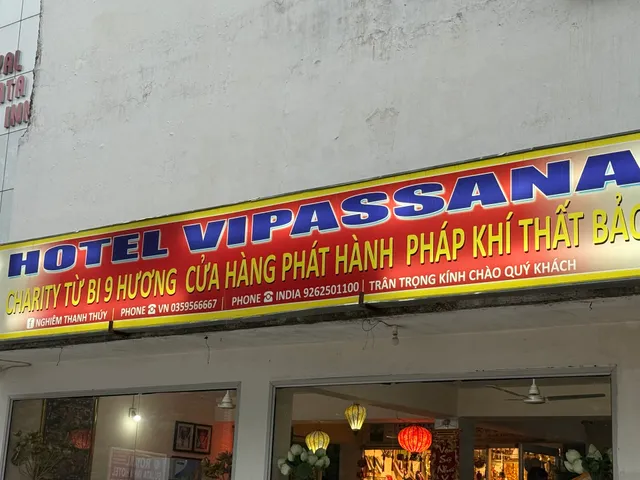 HOTEL VIPASSANA
CHARITY TỪ BI 9 HƯƠNG CỬA HÀNG PHÁT HÀNH PHÁP KHÍ THẤT BẢO
f NGHIÊM THANH THỦY | PHONE ☎ VN 0359566667 | PHONE ☎ INDIA 9262501100 | TRÂN TRỌNG KÍNH CHÀO QUÝ KHÁCH
INN